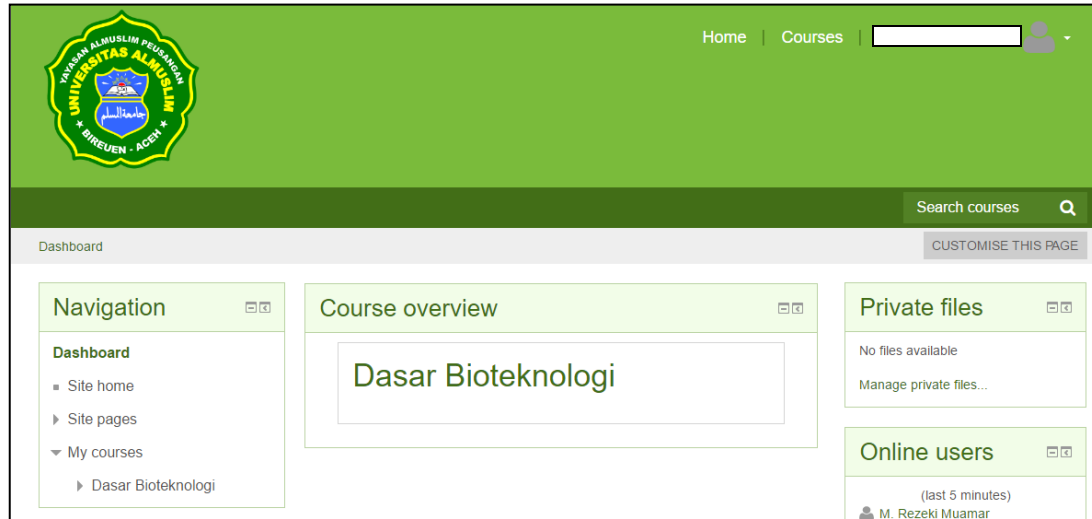 YAYASAN ALMUSLIM PEUSANGAN
UNIVERSITAS ALMUSLIM
BIREUEN - ACEH
Home | Courses |
Search courses
Dashboard
CUSTOMISE THIS PAGE
Navigation
Dashboard
Site home
Site pages
My courses
Dasar Bioteknologi
Course overview
Dasar Bioteknologi
Private files
No files available
Manage private files...
Online users
(last 5 minutes)
M. Rezeki Muamar